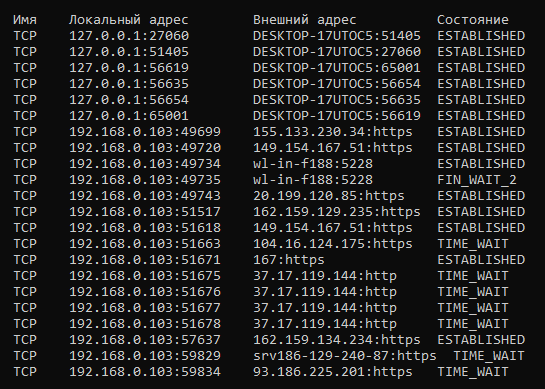 Имя Локальный адрес Внешний адрес Состояние
TCP 127.0.0.1:27060 DESKTOP-17UTOC5:51405 ESTABLISHED
TCP 127.0.0.1:51405 DESKTOP-17UTOC5:27060 ESTABLISHED
TCP 127.0.0.1:56619 DESKTOP-17UTOC5:65001 ESTABLISHED
TCP 127.0.0.1:56635 DESKTOP-17UTOC5:56654 ESTABLISHED
TCP 127.0.0.1:56654 DESKTOP-17UTOC5:56635 ESTABLISHED
TCP 127.0.0.1:65001 DESKTOP-17UTOC5:56619 ESTABLISHED
TCP 192.168.0.103:49699 155.133.230.34:https ESTABLISHED
TCP 192.168.0.103:49720 149.154.167.51:https ESTABLISHED
TCP 192.168.0.103:49734 wl-in-f188:5228 ESTABLISHED
TCP 192.168.0.103:49735 wl-in-f188:5228 FIN_WAIT_2
TCP 192.168.0.103:49743 20.199.120.85:https ESTABLISHED
TCP 192.168.0.103:51517 162.159.129.235:https ESTABLISHED
TCP 192.168.0.103:51618 149.154.167.51:https ESTABLISHED
TCP 192.168.0.103:51663 104.16.124.175:https TIME_WAIT
TCP 192.168.0.103:51671 167:https ESTABLISHED
TCP 192.168.0.103:51675 37.17.119.144:http TIME_WAIT
TCP 192.168.0.103:51676 37.17.119.144:http TIME_WAIT
TCP 192.168.0.103:51677 37.17.119.144:http TIME_WAIT
TCP 192.168.0.103:51678 37.17.119.144:http TIME_WAIT
TCP 192.168.0.103:57637 162.159.134.234:https ESTABLISHED
TCP 192.168.0.103:59829 srv186-129-240-87:https TIME_WAIT
TCP 192.168.0.103:59834 93.186.225.201:https TIME_WAIT